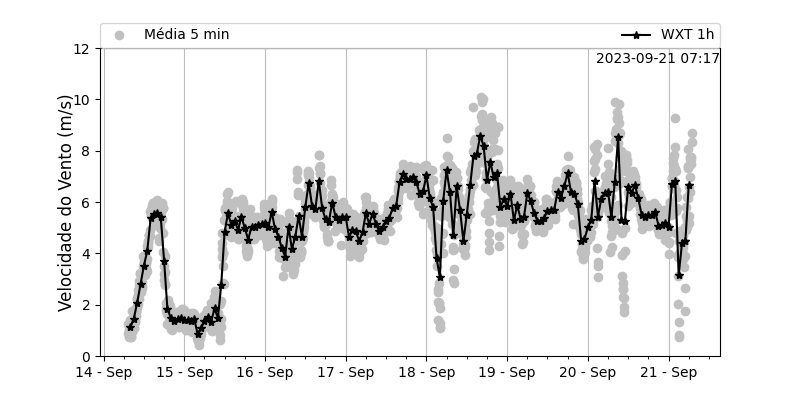 Média 5 min
WXT 1h
2023-09-21 07:17
Velocidade do Vento (m/s)
12
10
8
6
4
2
0
14 - Sep
15 - Sep
16 - Sep
17 - Sep
18 - Sep
19 - Sep
20 - Sep
21 - Sep